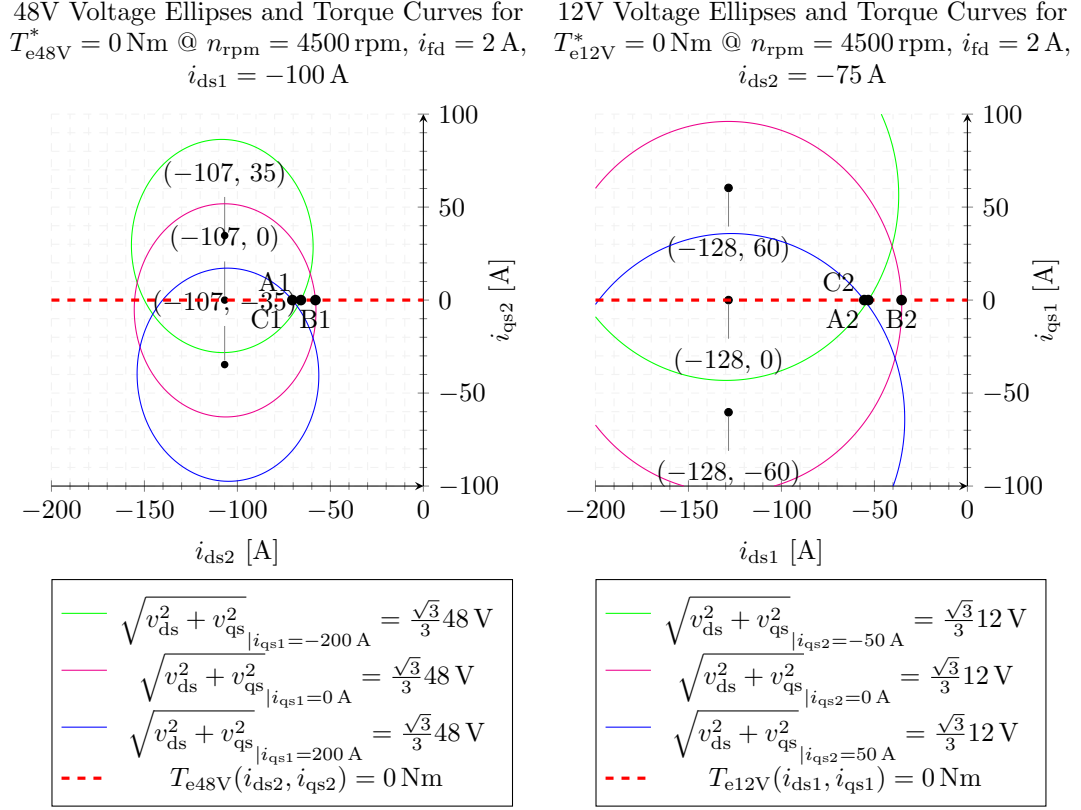 48V Voltage Ellipses and Torque Curves for
T*e48V = 0 Nm @ nrpm = 4500 rpm, ifd = 2 A,
ids1 = −100 A
(−107, 35)
(−107, 0)
(−107, −35)
A1
C1
B1
100
50
0
−50
−100
iqs2 [A]
−200
−150
−100
−50
0
ids2 [A]
√(v²ds + v²qs)|iqs1=−200 A = √3/3 48 V
√(v²ds + v²qs)|iqs1=0 A = √3/3 48 V
√(v²ds + v²qs)|iqs1=200 A = √3/3 48 V
Te48V(ids2, iqs2) = 0 Nm
12V Voltage Ellipses and Torque Curves for
T*e12V = 0 Nm @ nrpm = 4500 rpm, ifd = 2 A,
ids2 = −75 A
(−128, 60)
(−128, 0)
(−128, −60)
C2
A2
B2
100
50
0
−50
−100
iqs1 [A]
−200
−150
−100
−50
0
ids1 [A]
√(v²ds + v²qs)|iqs2=−50 A = √3/3 12 V
√(v²ds + v²qs)|iqs2=0 A = √3/3 12 V
√(v²ds + v²qs)|iqs2=50 A = √3/3 12 V
Te12V(ids1, iqs1) = 0 Nm